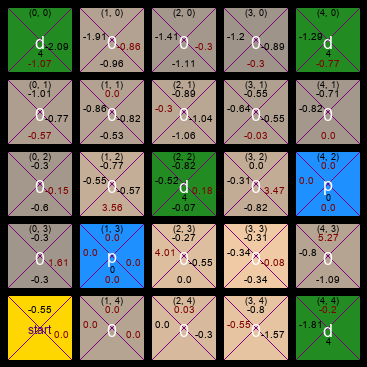 (0, 0) (1, 0) (2, 0) (3, 0) (4, 0)
d -2.09 -1.91 0 -0.86 -1.41 0 -0.3 -1.2 0 -0.89 -1.29 d
4 4
-1.07 -0.96 -1.11 -0.3 -0.77
(0, 1) (1, 1) (2, 1) (3, 1) (4, 1)
-1.01 0.0 -0.89 -0.55 -0.71
0 -0.77 -0.86 0 -0.82 -0.3 0 -1.04 -0.64 0 -0.55 -0.82 0
-0.57 -0.53 -1.06 -0.03 0.0
(0, 2) (1, 2) (2, 2) (3, 2) (4, 2)
-0.3 -0.77 -0.82 0.0 0.0
0 -0.15 -0.55 0 -0.57 -0.52 d -0.31 0 3.47 0.0 p
4 0
-0.6 3.56 -0.07 -0.82 0.0
(0, 3) (1, 3) (2, 3) (3, 3) (4, 3)
-0.3 0.0 -0.27 -0.31 5.27
0 1.61 0.0 p 0.0 4.01 0 -0.55 -0.34 0 -0.08 -0.8 0
0
-0.3 0.0 0.0 -0.34 -1.09
(1, 4) (2, 4) (3, 4) (4, 4)
-0.55 0.0 0.03 -0.8 -0.2
start 0.0 0.0 0 0.0 0.0 0 -0.3 -0.55 0 -1.57 -1.81 d
4